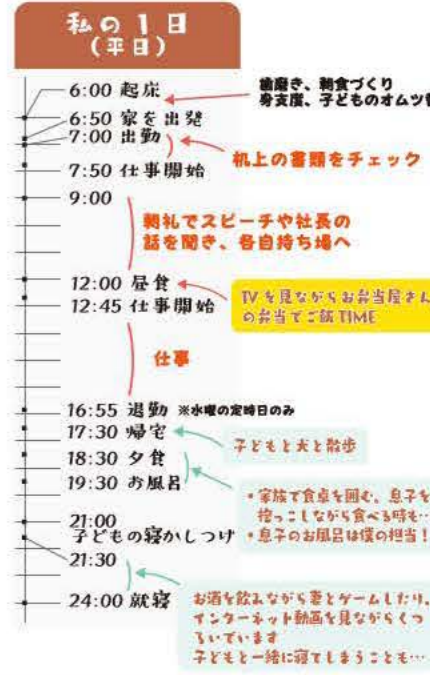 私の１日
(平日)
6:00 起床
歯磨き、朝食づくり
身支度、子どものオムツ替
6:50 家を出発
7:00 出勤
机上の書類をチェック
7:50 仕事開始
9:00
朝礼でスピーチや社長の
話を聞き、各自持ち場へ
12:00 昼食
TVを見ながらお弁当屋さん
の弁当でご飯TIME
12:45 仕事開始
仕事
16:55 退勤 ※水曜の定時日のみ
17:30 帰宅
子どもと犬と散歩
18:30 夕食
19:30 お風呂
・家族で食卓を囲む、息子を
抱っこしながら食べる時も…
・息子のお風呂は僕の担当！
21:00
子どもの寝かしつけ
21:30
24:00 就寝
お酒を飲みながら妻とゲームしたり、
インターネット動画を見ながらくつ
ろいでいます
子どもと一緒に寝てしまうことも…